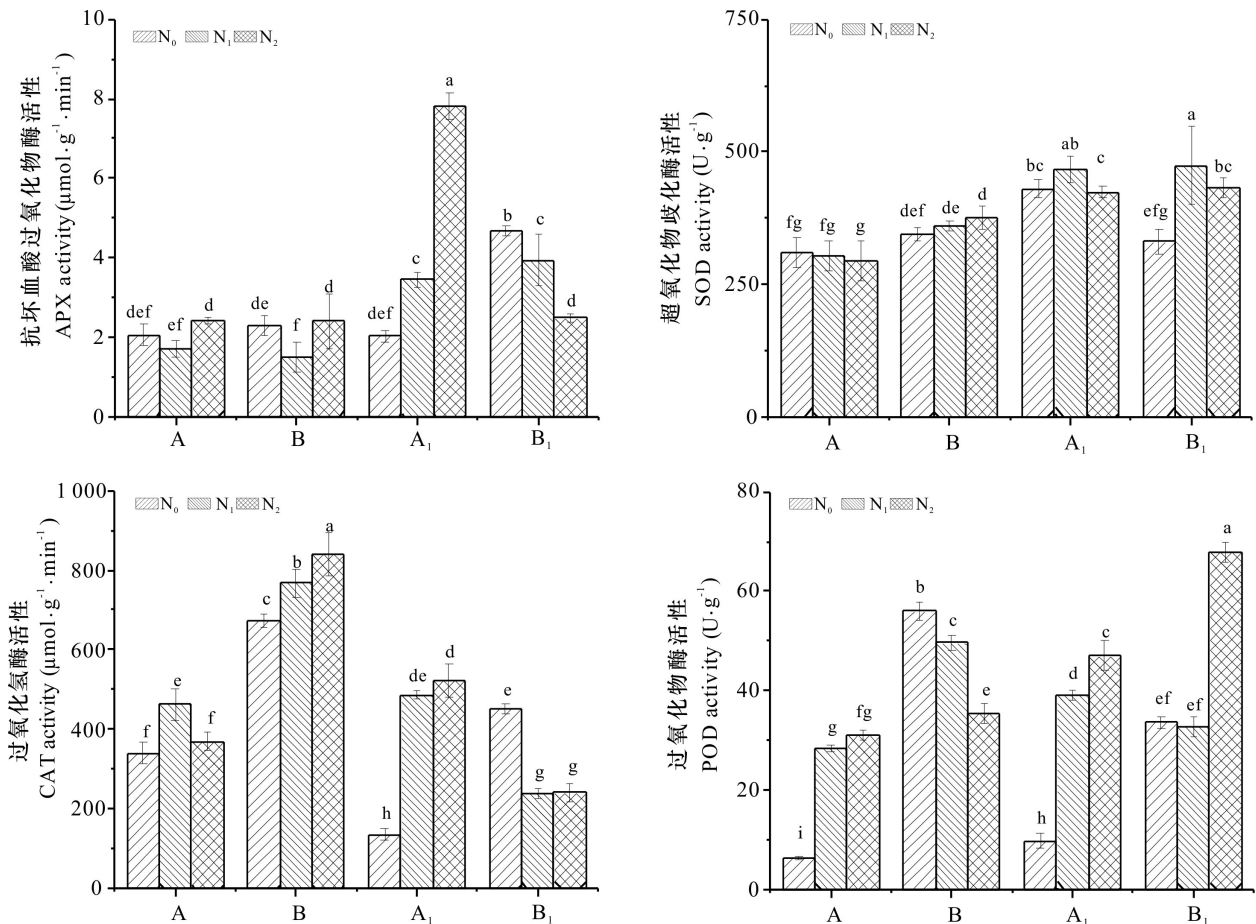 抗坏血酸过氧化物酶活性
APX activity (μmol·g⁻¹·min⁻¹)
10
8
6
4
2
0
N₀ N₁ N₂
def ef d
de f d
def c a
b c d
A B A₁ B₁
超氧化物歧化酶活性
SOD activity (U·g⁻¹)
750
500
250
0
N₀ N₁ N₂
fg fg g
def de d
bc ab c
efg a bc
A B A₁ B₁
过氧化氢酶活性
CAT activity (μmol·g⁻¹·min⁻¹)
1 000
800
600
400
200
0
N₀ N₁ N₂
f e f
c b a
h de d
e g g
A B A₁ B₁
过氧化物酶活性
POD activity (U·g⁻¹)
80
60
40
20
0
N₀ N₁ N₂
i g fg
b c e
h d c
ef ef a
A B A₁ B₁